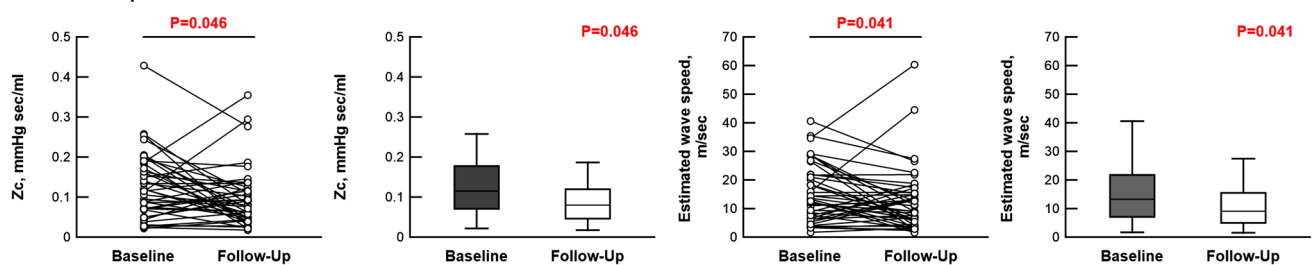 P=0.046
Zc, mmHg sec/ml
0.5
0.4
0.3
0.2
0.1
0
Baseline Follow-Up
P=0.046
Zc, mmHg sec/ml
0.5
0.4
0.3
0.2
0.1
0
Baseline Follow-Up
P=0.041
Estimated wave speed,
m/sec
70
60
50
40
30
20
10
0
Baseline Follow-Up
P=0.041
Estimated wave speed,
m/sec
70
60
50
40
30
20
10
0
Baseline Follow-Up